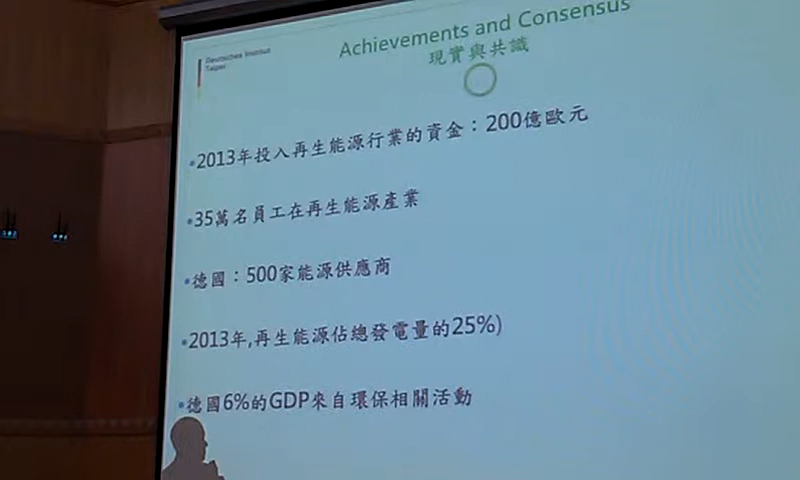 Deutsches Institut
Taipei
Achievements and Consensus
現實與共識
•2013年投入再生能源行業的資金：200億歐元
•35萬名員工在再生能源產業
•德國：500家能源供應商
•2013年,再生能源佔總發電量的25%)
•德國6%的GDP來自環保相關活動